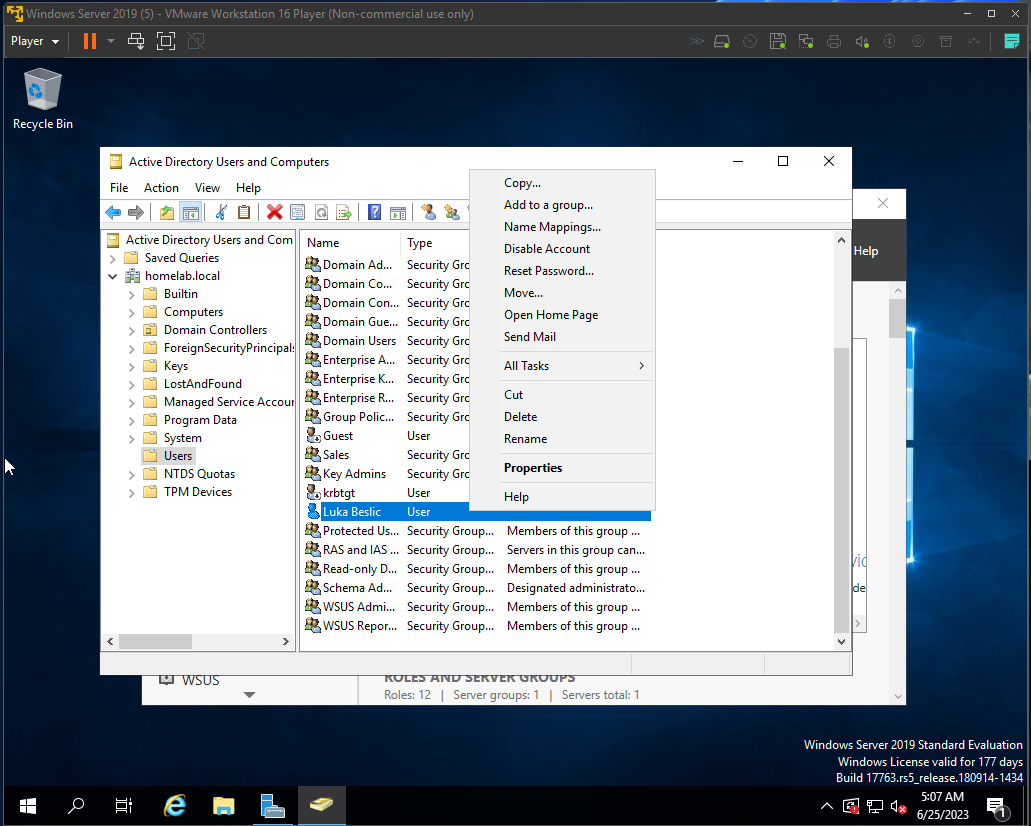 Windows Server 2019 (5) - VMware Workstation 16 Player (Non-commercial use only)
Player
Recycle Bin
Active Directory Users and Computers
File Action View Help
Help
Active Directory Users and Com
Saved Queries
homelab.local
Builtin
Computers
Domain Controllers
ForeignSecurityPrincipals
Keys
LostAndFound
Managed Service Accour
Program Data
System
Users
NTDS Quotas
TPM Devices
Name Type
Domain Ad... Security Gro
Domain Co... Security Gro
Domain Con... Security Gro
Domain Gue... Security Gro
Domain Users Security Gro
Enterprise A... Security Gro
Enterprise K... Security Gro
Enterprise R... Security Gro
Group Polic... Security Gro
Guest User
Sales Security Gro
Key Admins Security Gro
krbtgt User
Luka Beslic User
Protected Us... Security Group... Members of this group ...
RAS and IAS ... Security Group... Servers in this group can...
Read-only D... Security Group... Members of this group ...
Schema Ad... Security Group... Designated administrato...
WSUS Admi... Security Group... Members of this group ...
WSUS Repor... Security Group... Members of this group ...
Copy...
Add to a group...
Name Mappings...
Disable Account
Reset Password...
Move...
Open Home Page
Send Mail
All Tasks
Cut
Delete
Rename
Properties
Help
WSUS
ROLES AND SERVER GROUPS
Roles: 12 | Server groups: 1 | Servers total: 1
Windows Server 2019 Standard Evaluation
Windows License valid for 177 days
Build 17763.rs5_release.180914-1434
5:07 AM
6/25/2023
1